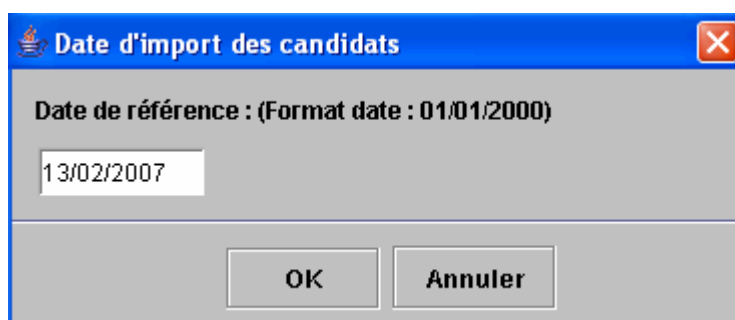 Date d'import des candidats
Date de référence : (Format date : 01/01/2000)
13/02/2007
OK Annuler